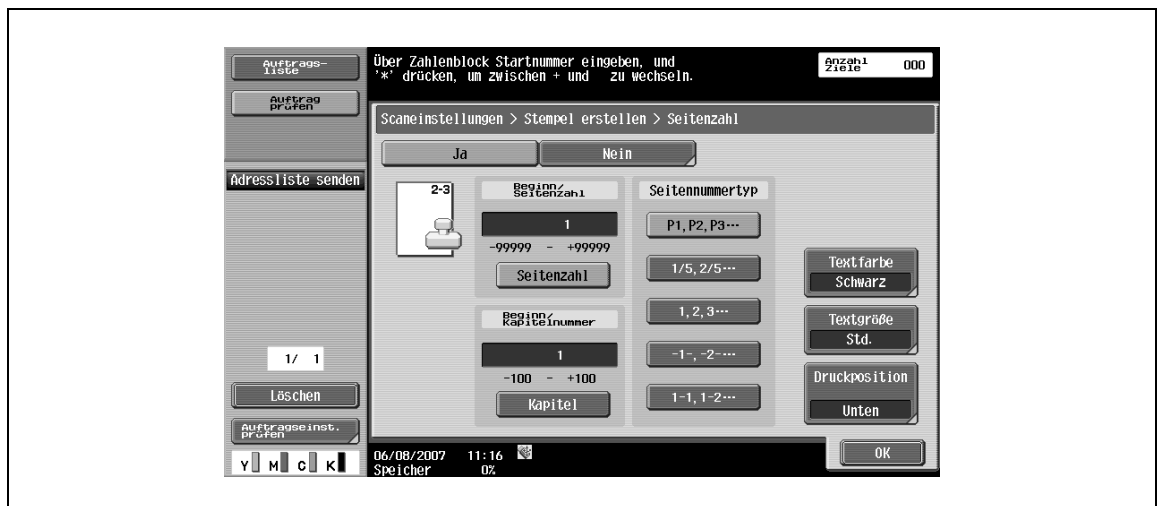 Auftrags-
liste
Auftrag
prüfen
Über Zahlenblock Startnummer eingeben, und
'*' drücken, um zwischen + und zu wechseln.
Anzahl
Ziele 000
Scaneinstellungen > Stempel erstellen > Seitenzahl
Ja
Nein
Adressliste senden
2-3
Beginn/
Seitenzahl
1
-99999 - +99999
Seitenzahl
Beginn/
Kapitelnummer
1
-100 - +100
Kapitel
Seitennummertyp
P1,P2,P3···
1/5,2/5···
1,2,3···
-1-,-2-···
1-1,1-2···
Textfarbe
Schwarz
Textgröße
Std.
Druckposition
Unten
1/ 1
Löschen
Auftragseinst.
prüfen
Y M C K
06/08/2007 11:16
Speicher 0%
OK